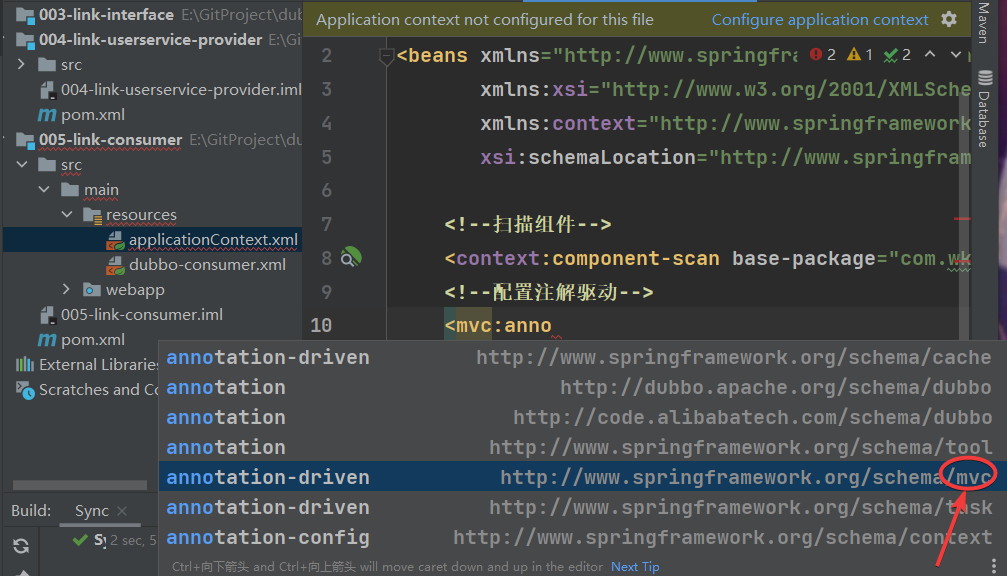 003-link-interface E:\GitProject\dub
004-link-userservice-provider E:\Gi
src
004-link-userservice-provider.iml
pom.xml
005-link-consumer E:\GitProject\du
src
main
resources
applicationContext.xml
dubbo-consumer.xml
webapp
005-link-consumer.iml
pom.xml
External Libraries
Scratches and Co
Application context not configured for this file Configure application context
2 <beans xmlns="http://www.springfra 2 1 2
3 xmlns:xsi="http://www.w3.org/2001/XMLSche
4 xmlns:context="http://www.springframework
5 xsi:schemaLocation="http://www.springfram
6
7 <!--扫描组件-->
8 <context:component-scan base-package="com.wk
9 <!--配置注解驱动-->
10 <mvc:anno
annotation-driven http://www.springframework.org/schema/cache
annotation http://dubbo.apache.org/schema/dubbo
annotation http://code.alibabatech.com/schema/dubbo
annotation http://www.springframework.org/schema/tool
annotation-driven http://www.springframework.org/schema/mvc
annotation-driven http://www.springframework.org/schema/task
annotation-config http://www.springframework.org/schema/context
Ctrl+向下箭头 and Ctrl+向上箭头 will move caret down and up in the editor Next Tip
Build: Sync
2 sec, 5
Maven
Database